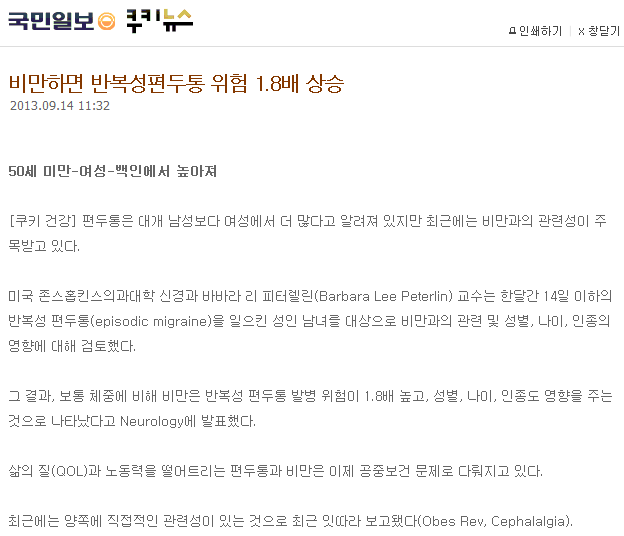 국민일보 쿠키뉴스
인쇄하기 x 창닫기
비만하면 반복성편두통 위험 1.8배 상승
2013.09.14 11:32
50세 미만-여성-백인에서 높아져
[쿠키 건강] 편두통은 대개 남성보다 여성에서 더 많다고 알려져 있지만 최근에는 비만과의 관련성이 주
목받고 있다.
미국 존스홉킨스의과대학 신경과 바바라 리 피터렐린(Barbara Lee Peterlin) 교수는 한달간 14일 이하의
반복성 편두통(episodic migraine)을 일으킨 성인 남녀를 대상으로 비만과의 관련 및 성별, 나이, 인종의
영향에 대해 검토했다.
그 결과, 보통 체중에 비해 비만은 반복성 편두통 발병 위험이 1.8배 높고, 성별, 나이, 인종도 영향을 주는
것으로 나타났다고 Neurology에 발표했다.
삶의 질(QOL)과 노동력을 떨어트리는 편두통과 비만은 이제 공중보건 문제로 다뤄지고 있다.
최근에는 양쪽에 직접적인 관련성이 있는 것으로 최근 잇따라 보고됐다(Obes Rev, Cephalalgia).